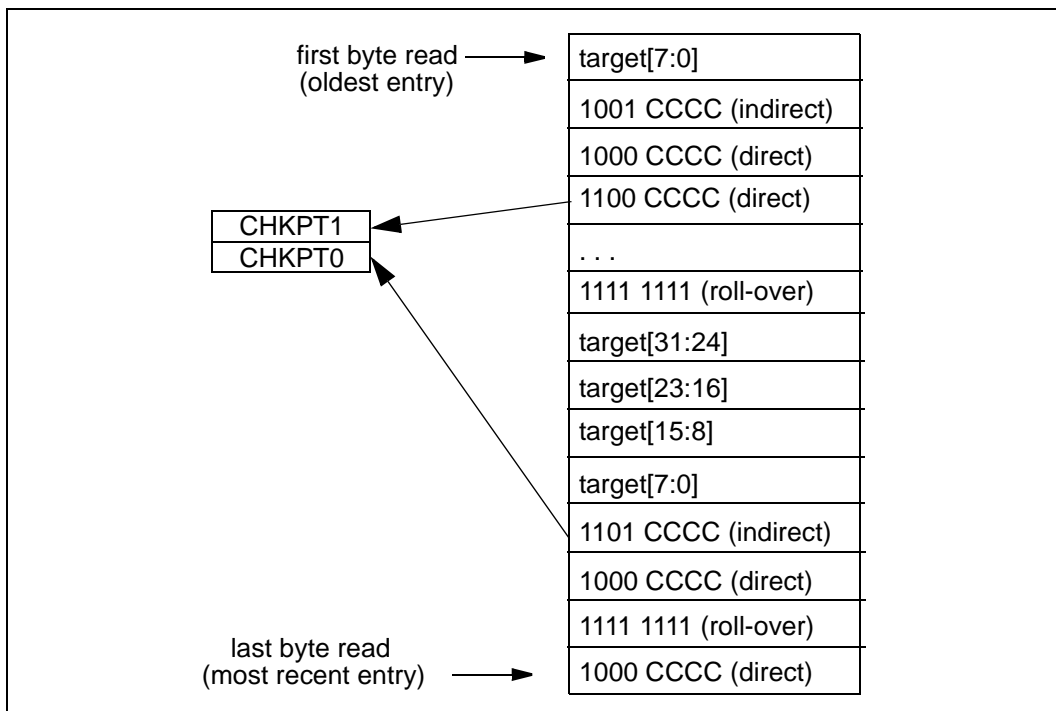 first byte read
(oldest entry)
target[7:0]
1001 CCCC (indirect)
1000 CCCC (direct)
1100 CCCC (direct)
CHKPT1
CHKPT0
. . .
1111 1111 (roll-over)
target[31:24]
target[23:16]
target[15:8]
target[7:0]
1101 CCCC (indirect)
1000 CCCC (direct)
1111 1111 (roll-over)
last byte read
(most recent entry)
1000 CCCC (direct)